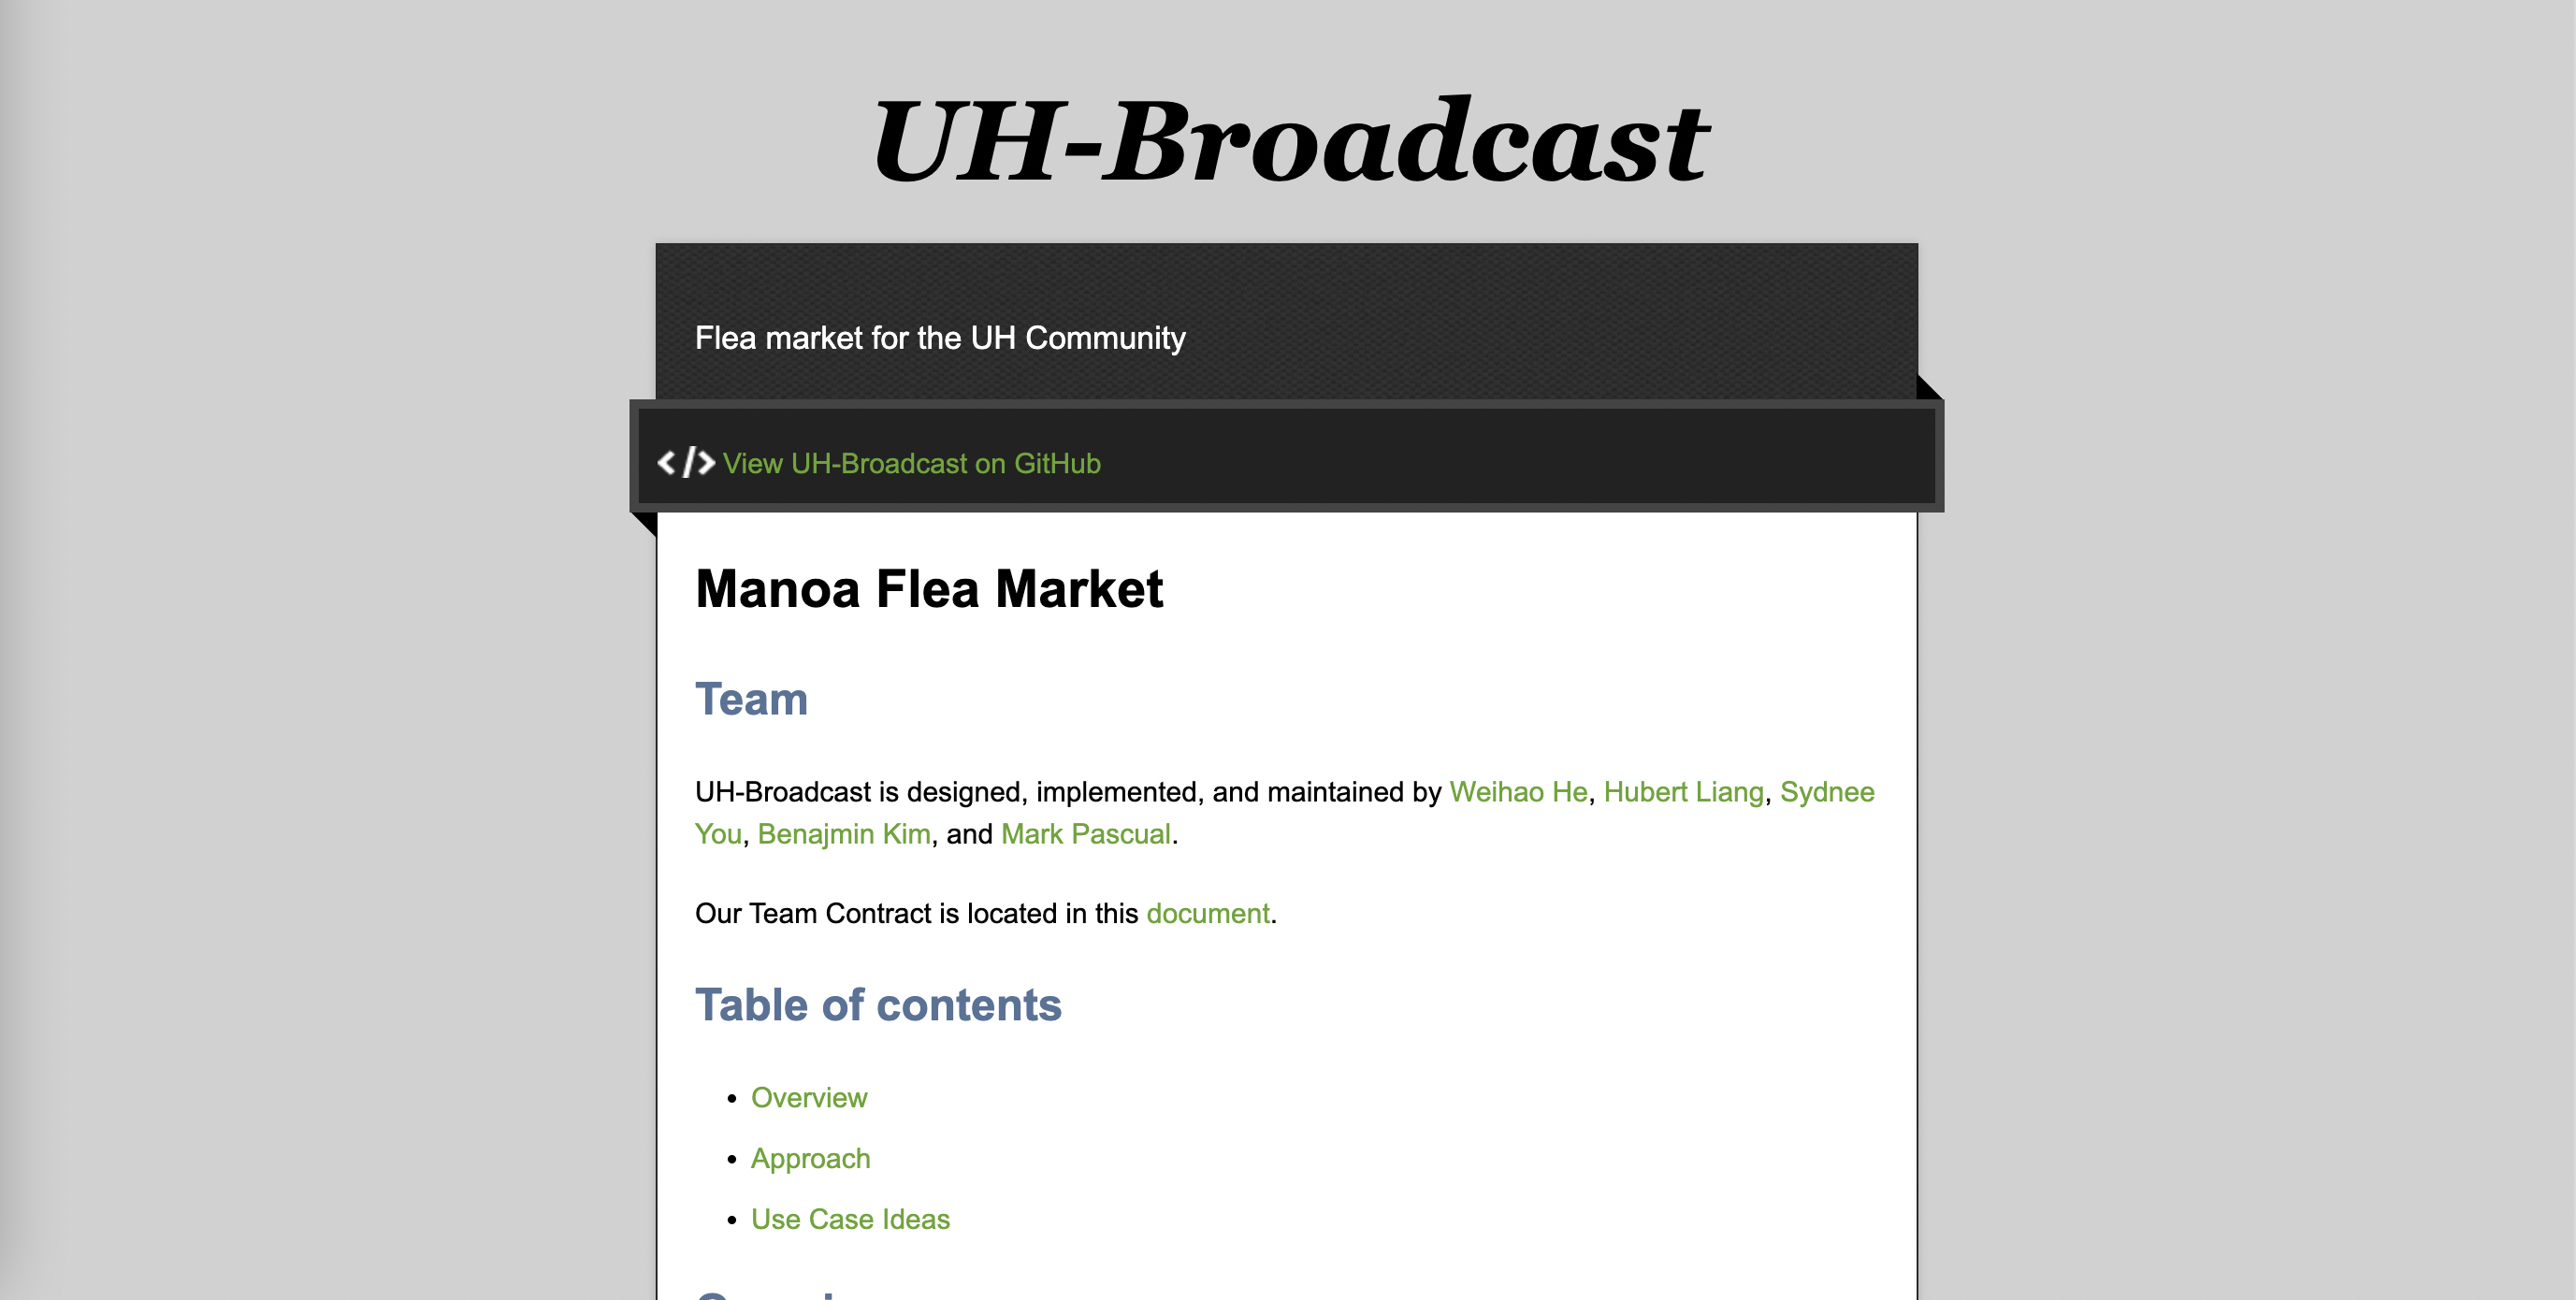 UH-Broadcast
Flea market for the UH Community
</> View UH-Broadcast on GitHub
Manoa Flea Market
Team
UH-Broadcast is designed, implemented, and maintained by Weihao He, Hubert Liang, Sydnee
You, Benajmin Kim, and Mark Pascual.
Our Team Contract is located in this document.
Table of contents
• Overview
• Approach
• Use Case Ideas